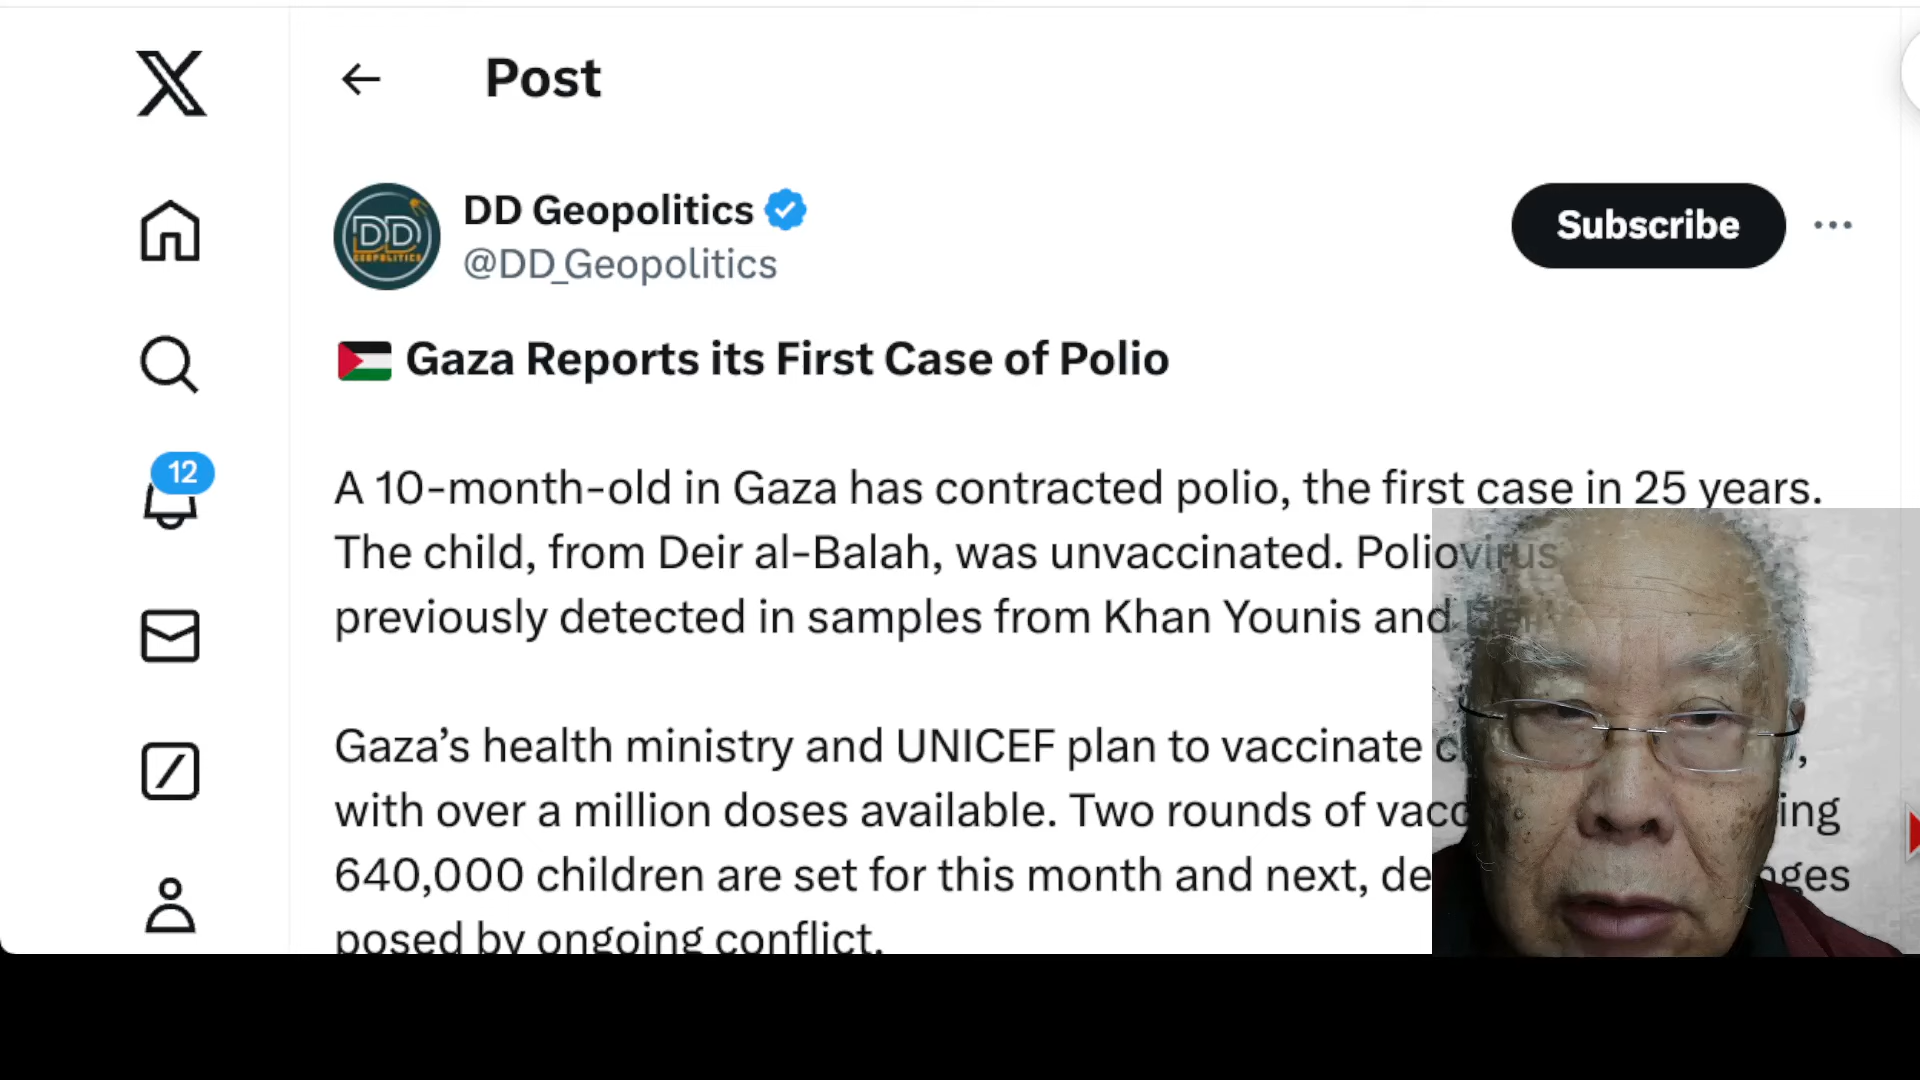 Post
DD Geopolitics
@DD_Geopolitics
Subscribe
DD
GEOPOLITICS
Gaza Reports its First Case of Polio
12
A 10-month-old in Gaza has contracted polio, the first case in 25 years.
The child, from Deir al-Balah, was unvaccinated. Poliovirus
previously detected in samples from Khan Younis and Deir
Gaza’s health ministry and UNICEF plan to vaccinate
with over a million doses available. Two rounds of
640,000 children are set for this month and next,
posed by ongoing conflict.